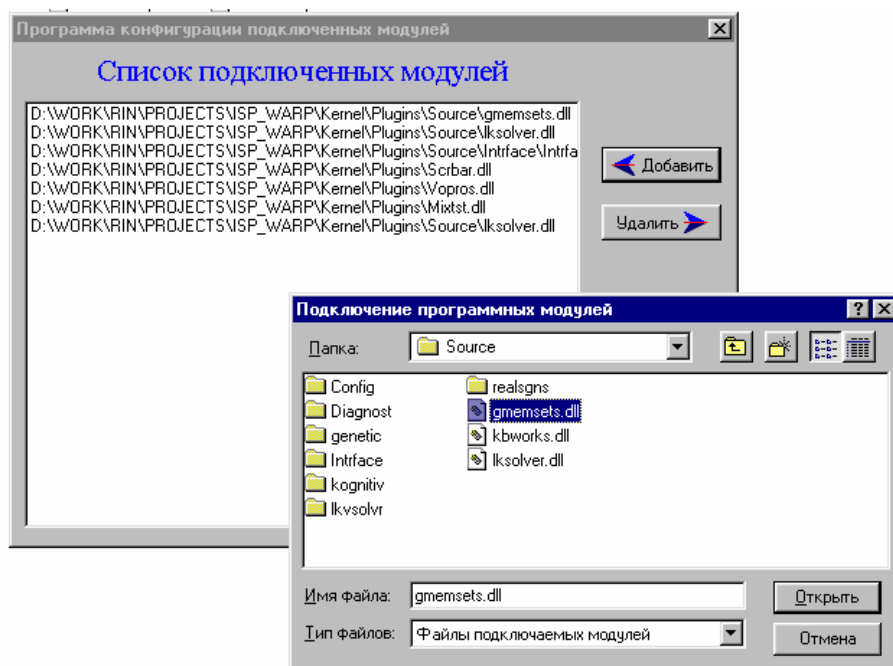 Программа конфигурации подключенных модулей
Список подключенных модулей
D:\WORK\RIN\PROJECTS\ISP_WARP\Kernel\Plugins\Source\gmemsets.dll
D:\WORK\RIN\PROJECTS\ISP_WARP\Kernel\Plugins\Source\lksolver.dll
D:\WORK\RIN\PROJECTS\ISP_WARP\Kernel\Plugins\Source\Intrface\Intrfa
D:\WORK\RIN\PROJECTS\ISP_WARP\Kernel\Plugins\Scrbar.dll
D:\WORK\RIN\PROJECTS\ISP_WARP\Kernel\Plugins\Vopros.dll
D:\WORK\RIN\PROJECTS\ISP_WARP\Kernel\Plugins\Mixtst.dll
D:\WORK\RIN\PROJECTS\ISP_WARP\Kernel\Plugins\Source\lksolver.dll
Добавить
Удалить
Подключение программных модулей
Папка: Source
Config
Diagnost
genetic
Intrface
kognitiv
lkvsolvr
realsgns
gmemsets.dll
kbworks.dll
lksolver.dll
Имя файла: gmemsets.dll
Открыть
Тип файлов: Файлы подключаемых модулей
Отмена